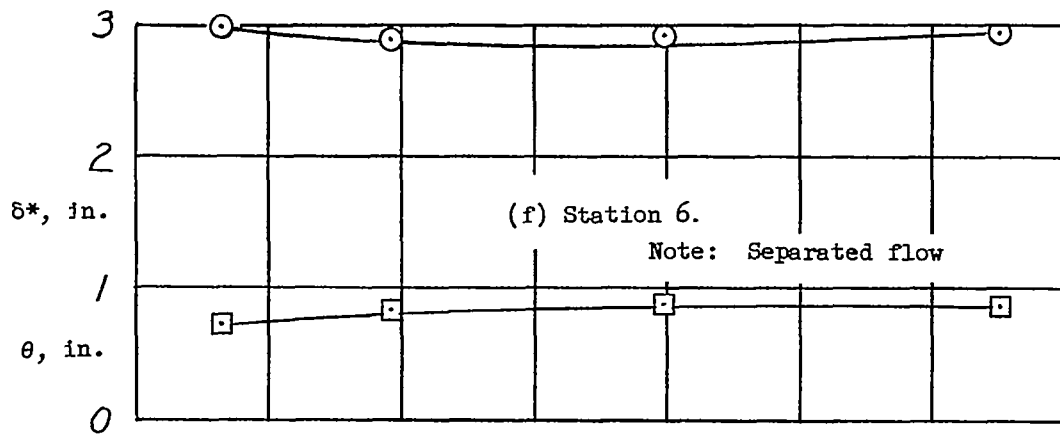 3
2
δ*, in.
(f) Station 6.
Note: Separated flow
1
θ, in.
0